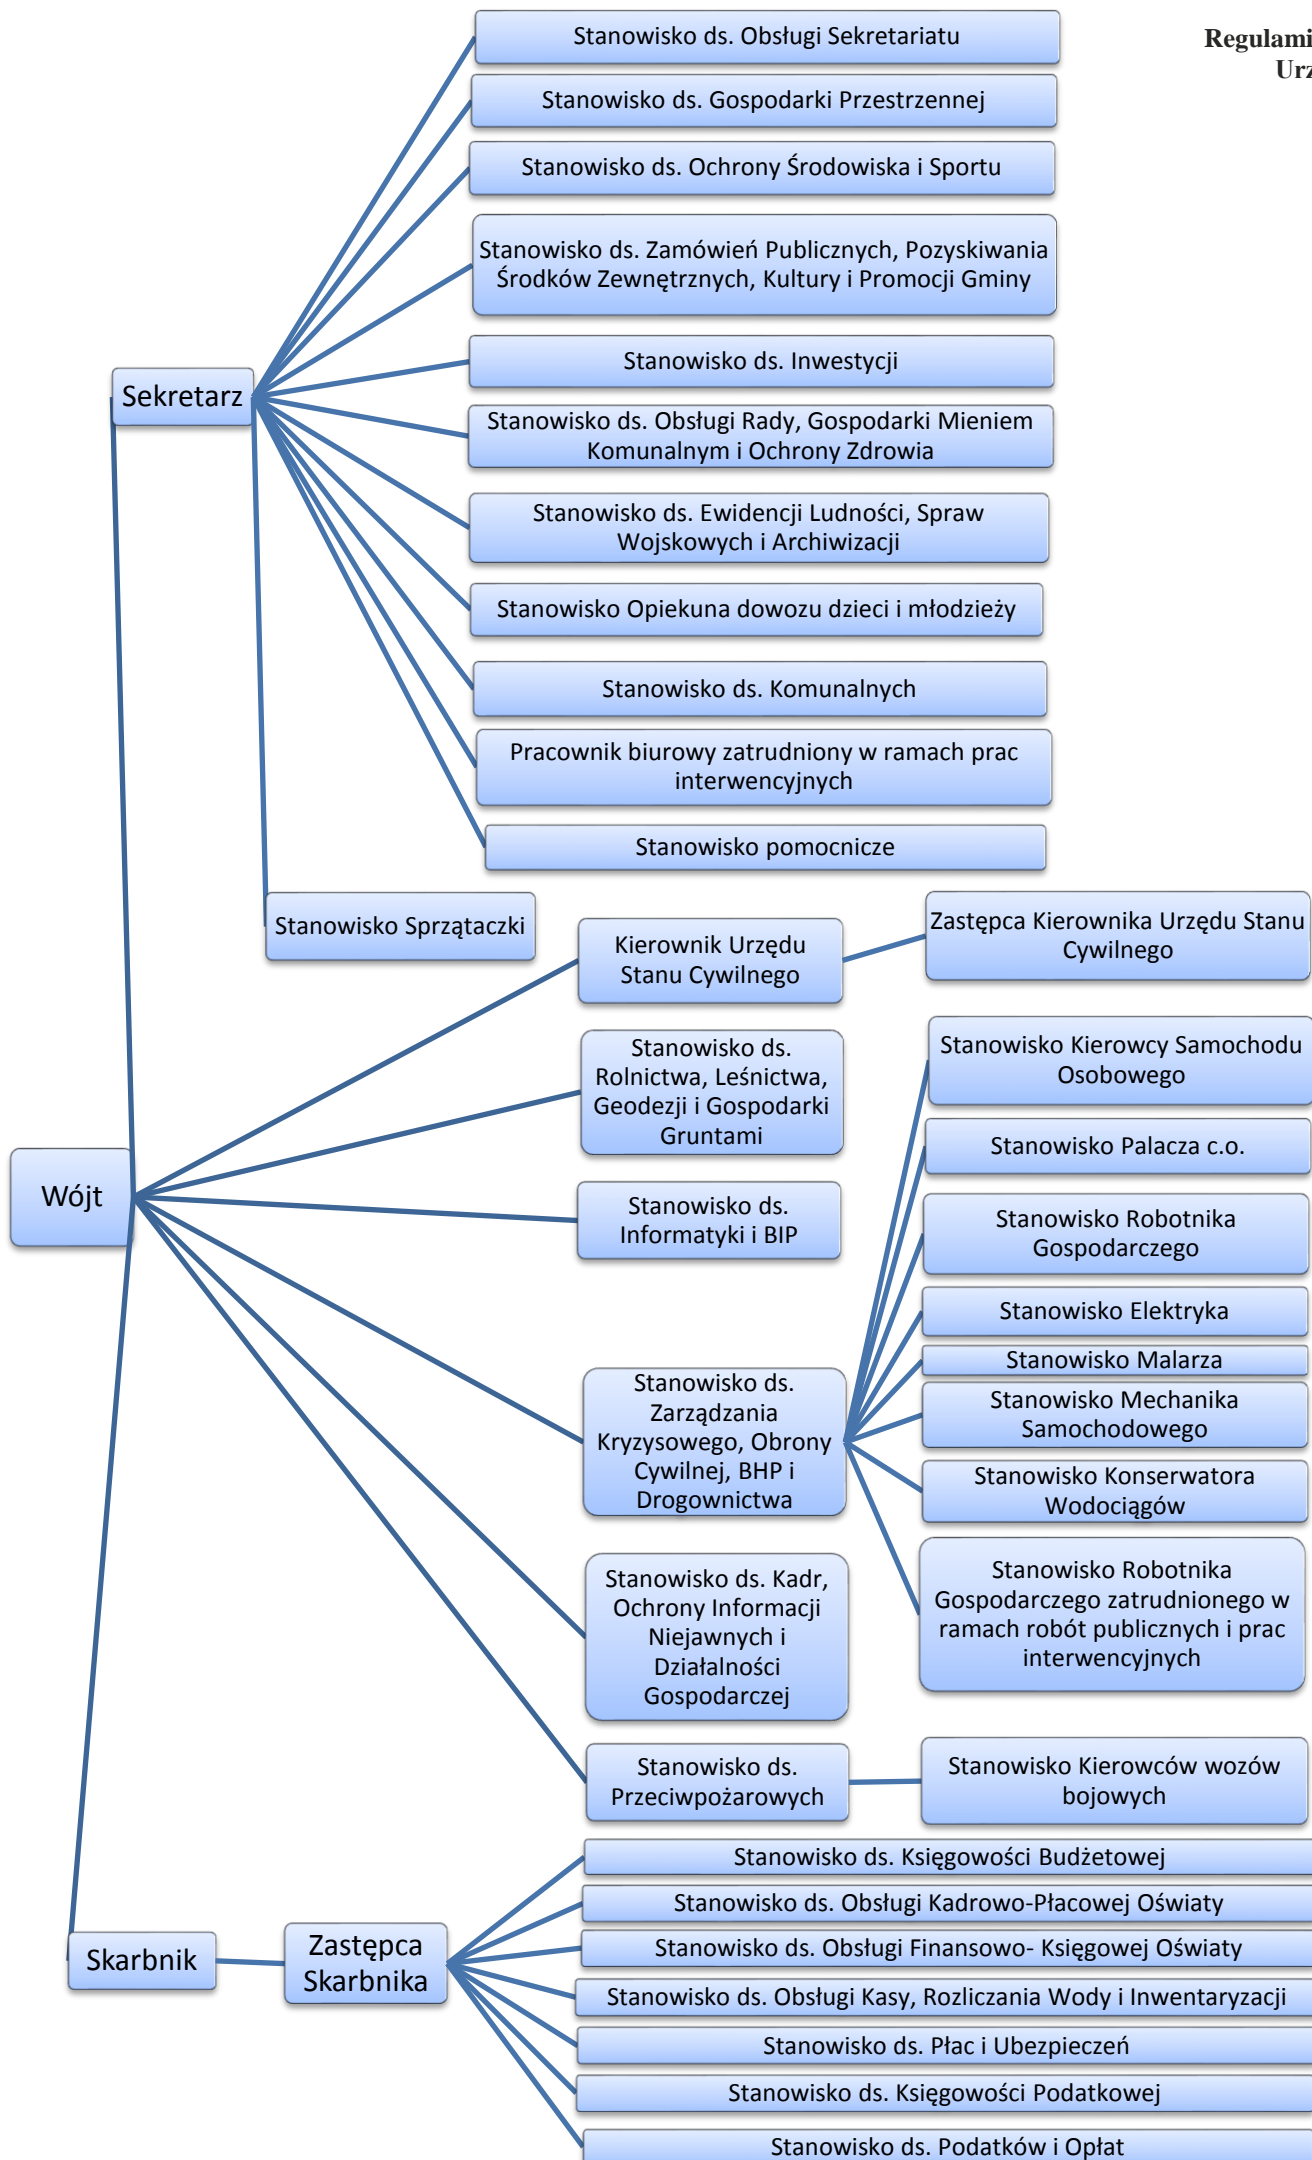 Regulami
Urz
Stanowisko ds. Obsługi Sekretariatu
Stanowisko ds. Gospodarki Przestrzennej
Stanowisko ds. Ochrony Środowiska i Sportu
Stanowisko ds. Zamówień Publicznych, Pozyskiwania
Środków Zewnętrznych, Kultury i Promocji Gminy
Stanowisko ds. Inwestycji
Sekretarz
Stanowisko ds. Obsługi Rady, Gospodarki Mieniem
Komunalnym i Ochrony Zdrowia
Stanowisko ds. Ewidencji Ludności, Spraw
Wojskowych i Archiwizacji
Stanowisko Opiekuna dowozu dzieci i młodzieży
Stanowisko ds. Komunalnych
Pracownik biurowy zatrudniony w ramach prac
interwencyjnych
Stanowisko pomocnicze
Stanowisko Sprzątaczki
Kierownik Urzędu
Stanu Cywilnego
Zastępca Kierownika Urzędu Stanu
Cywilnego
Stanowisko ds.
Rolnictwa, Leśnictwa,
Geodezji i Gospodarki
Gruntami
Stanowisko Kierowcy Samochodu
Osobowego
Stanowisko Palacza c.o.
Wójt
Stanowisko ds.
Informatyki i BIP
Stanowisko Robotnika
Gospodarczego
Stanowisko Elektryka
Stanowisko Malarza
Stanowisko ds.
Zarządzania
Kryzysowego, Obrony
Cywilnej, BHP i
Drogownictwa
Stanowisko Mechanika
Samochodowego
Stanowisko Konserwatora
Wodociągów
Stanowisko ds. Kadr,
Ochrony Informacji
Niejawnych i
Działalności
Gospodarczej
Stanowisko Robotnika
Gospodarczego zatrudnionego w
ramach robót publicznych i prac
interwencyjnych
Stanowisko ds.
Przeciwpożarowych
Stanowisko Kierowców wozów
bojowych
Stanowisko ds. Księgowości Budżetowej
Stanowisko ds. Obsługi Kadrowo-Płacowej Oświaty
Skarbnik
Zastępca
Skarbnika
Stanowisko ds. Obsługi Finansowo- Księgowej Oświaty
Stanowisko ds. Obsługi Kasy, Rozliczania Wody i Inwentaryzacji
Stanowisko ds. Płac i Ubezpieczeń
Stanowisko ds. Księgowości Podatkowej
Stanowisko ds. Podatków i Opłat